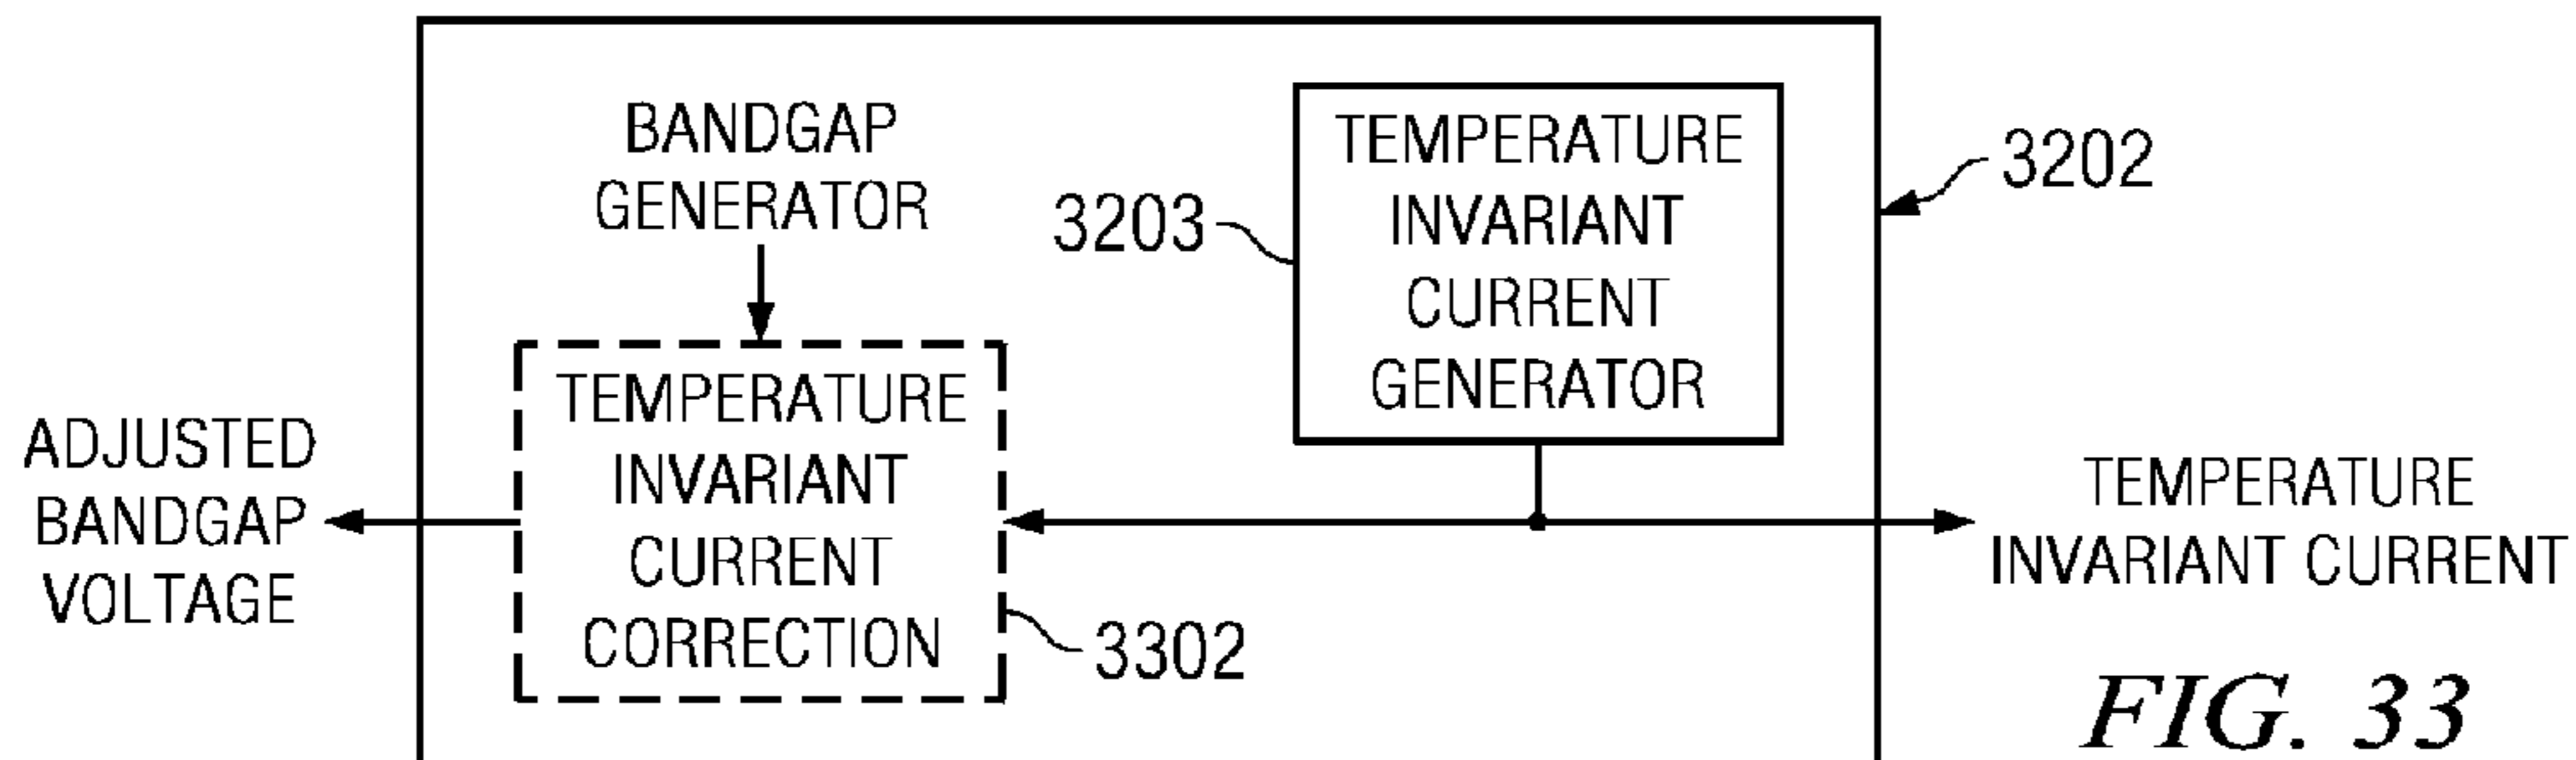 BANDGAP
GENERATOR
TEMPERATURE
INVARIANT
CURRENT
GENERATOR
3203
3202
TEMPERATURE
INVARIANT
CURRENT
CORRECTION
3302
ADJUSTED
BANDGAP
VOLTAGE
TEMPERATURE
INVARIANT CURRENT
FIG. 33